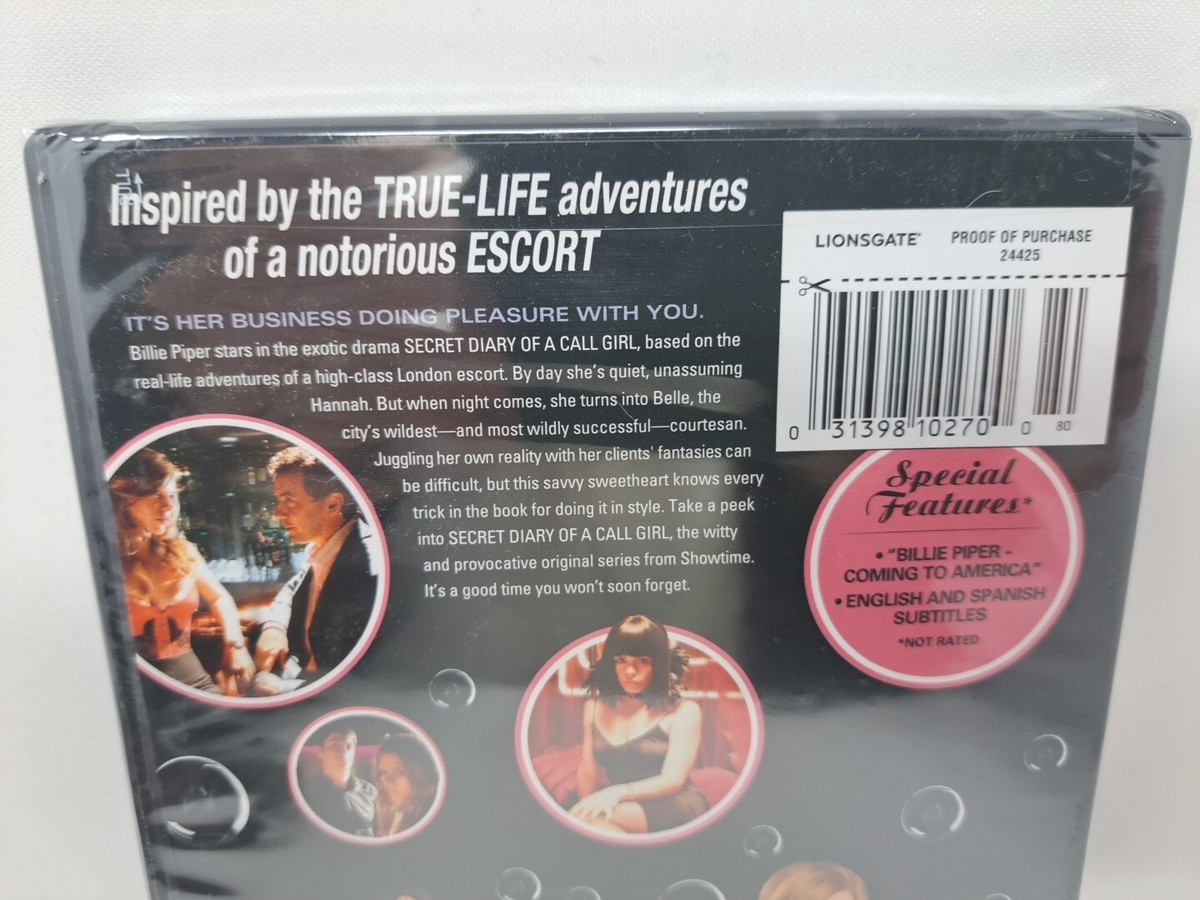 Inspired by the TRUE-LIFE adventures
of a notorious ESCORT
IT'S HER BUSINESS DOING PLEASURE WITH YOU.
Billie Piper stars in the exotic drama SECRET DIARY OF A CALL GIRL, based on the
real-life adventures of a high-class London escort. By day she's quiet, unassuming
Hannah. But when night comes, she turns into Belle, the
city's wildest—and most wildly successful—courtesan.
Juggling her own reality with her clients' fantasies can
be difficult, but this savvy sweetheart knows every
trick in the book for doing it in style. Take a peek
into SECRET DIARY OF A CALL GIRL, the witty
and provocative original series from Showtime.
It's a good time you won't soon forget.
LIONSGATE
PROOF OF PURCHASE
24425
0 31398 10270 0 80
Special
Features*
• "BILLIE PIPER -
COMING TO AMERICA"
• ENGLISH AND SPANISH
SUBTITLES
*NOT RATED